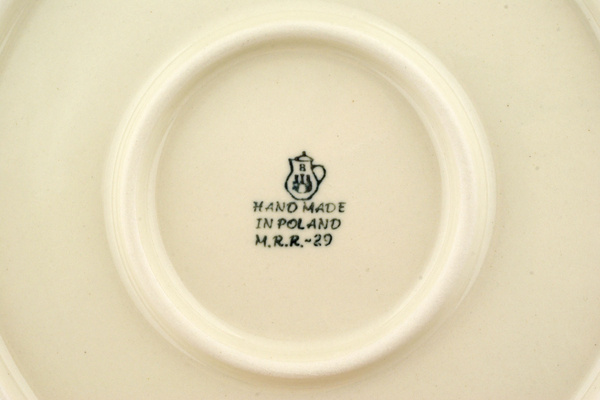 B
HAND MADE
IN POLAND
M.R.R.-29